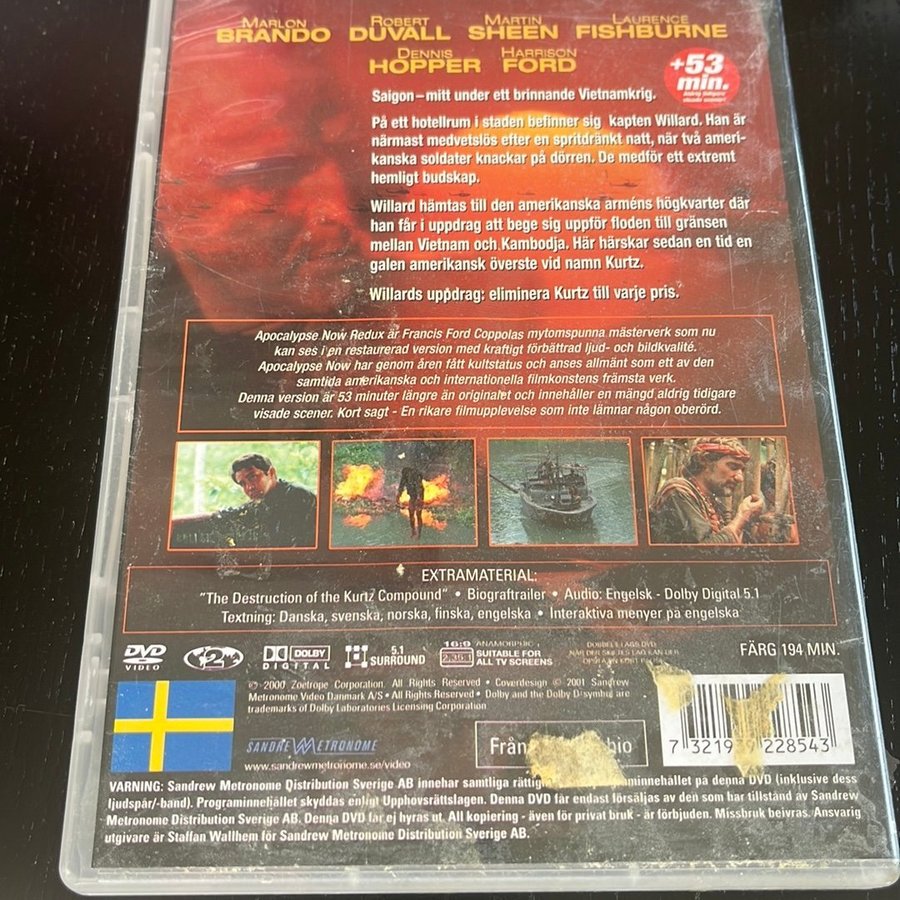 MARLON BRANDO ROBERT DUVALL MARTIN SHEEN LAURENCE FISHBURNE
DENNIS HOPPER HARRISON FORD
+53
min.
Saigon – mitt under ett brinnande Vietnamkrig.
På ett hotellrum i staden befinner sig kapten Willard. Han är
närmast medvetslös efter en spritdränkt natt, när två ameri-
kanska soldater knackar på dörren. De medför ett extremt
hemligt budskap.
Willard hämtas till den amerikanska arméns högkvarter där
han får i uppdrag att bege sig uppför floden till gränsen
mellan Vietnam och Kambodja. Här härskar sedan en tid en
galen amerikansk överste vid namn Kurtz.
Willards uppdrag: eliminera Kurtz till varje pris.
Apocalypse Now Redux är Francis Ford Coppolas mytomspunna mästerverk som nu
kan ses i en restaurerad version med kraftigt förbättrad ljud- och bildkvalité.
Apocalypse Now har genom åren fått kultstatus och anses allmänt som ett av den
samtida amerikanska och internationella filmkonstens främsta verk.
Denna version är 53 minuter längre än originalet och innehåller en mängd aldrig tidigare
visade scener. Kort sagt - En rikare filmupplevelse som inte lämnar någon oberörd.
EXTRAMATERIAL:
"The Destruction of the Kurtz Compound" • Biograftrailer • Audio: Engelsk - Dolby Digital 5.1
Textning: Danska, svenska, norska, finska, engelska • Interaktiva menyer på engelska
DVD VIDEO
2
DOLBY DIGITAL
5.1 SURROUND
16:9
2.35:1
ANAMORPHIC
SUITABLE FOR
ALL TV SCREENS
FÄRG 194 MIN.
© 2000 Zoetrope Corporation. All Rights Reserved • Coverdesign © 2001 Sandrew
Metronome Video Danmark A/S • All Rights Reserved • Dolby and the Dolby D-symbol are
trademarks of Dolby Laboratories Licensing Corporation
SANDREW METRONOME
www.sandrewmetronome.se/video
Från
7 3219 228543
VARNING: Sandrew Metronome Distribution Sverige AB innehar samtliga till på denna DVD (inklusive dess
ljudspår/-band). Programinnehållet skyddas enligt Upphovsrättslagen. Denna DVD får endast försäljas av den som har tillstånd av Sandrew
Metronome Distribution Sverige AB. Denna DVD får ej hyras ut. All kopiering - även för privat bruk - är förbjuden. Missbruk beivras. Ansvarig
utgivare är Staffan Wallhem för Sandrew Metronome Distribution Sverige AB.